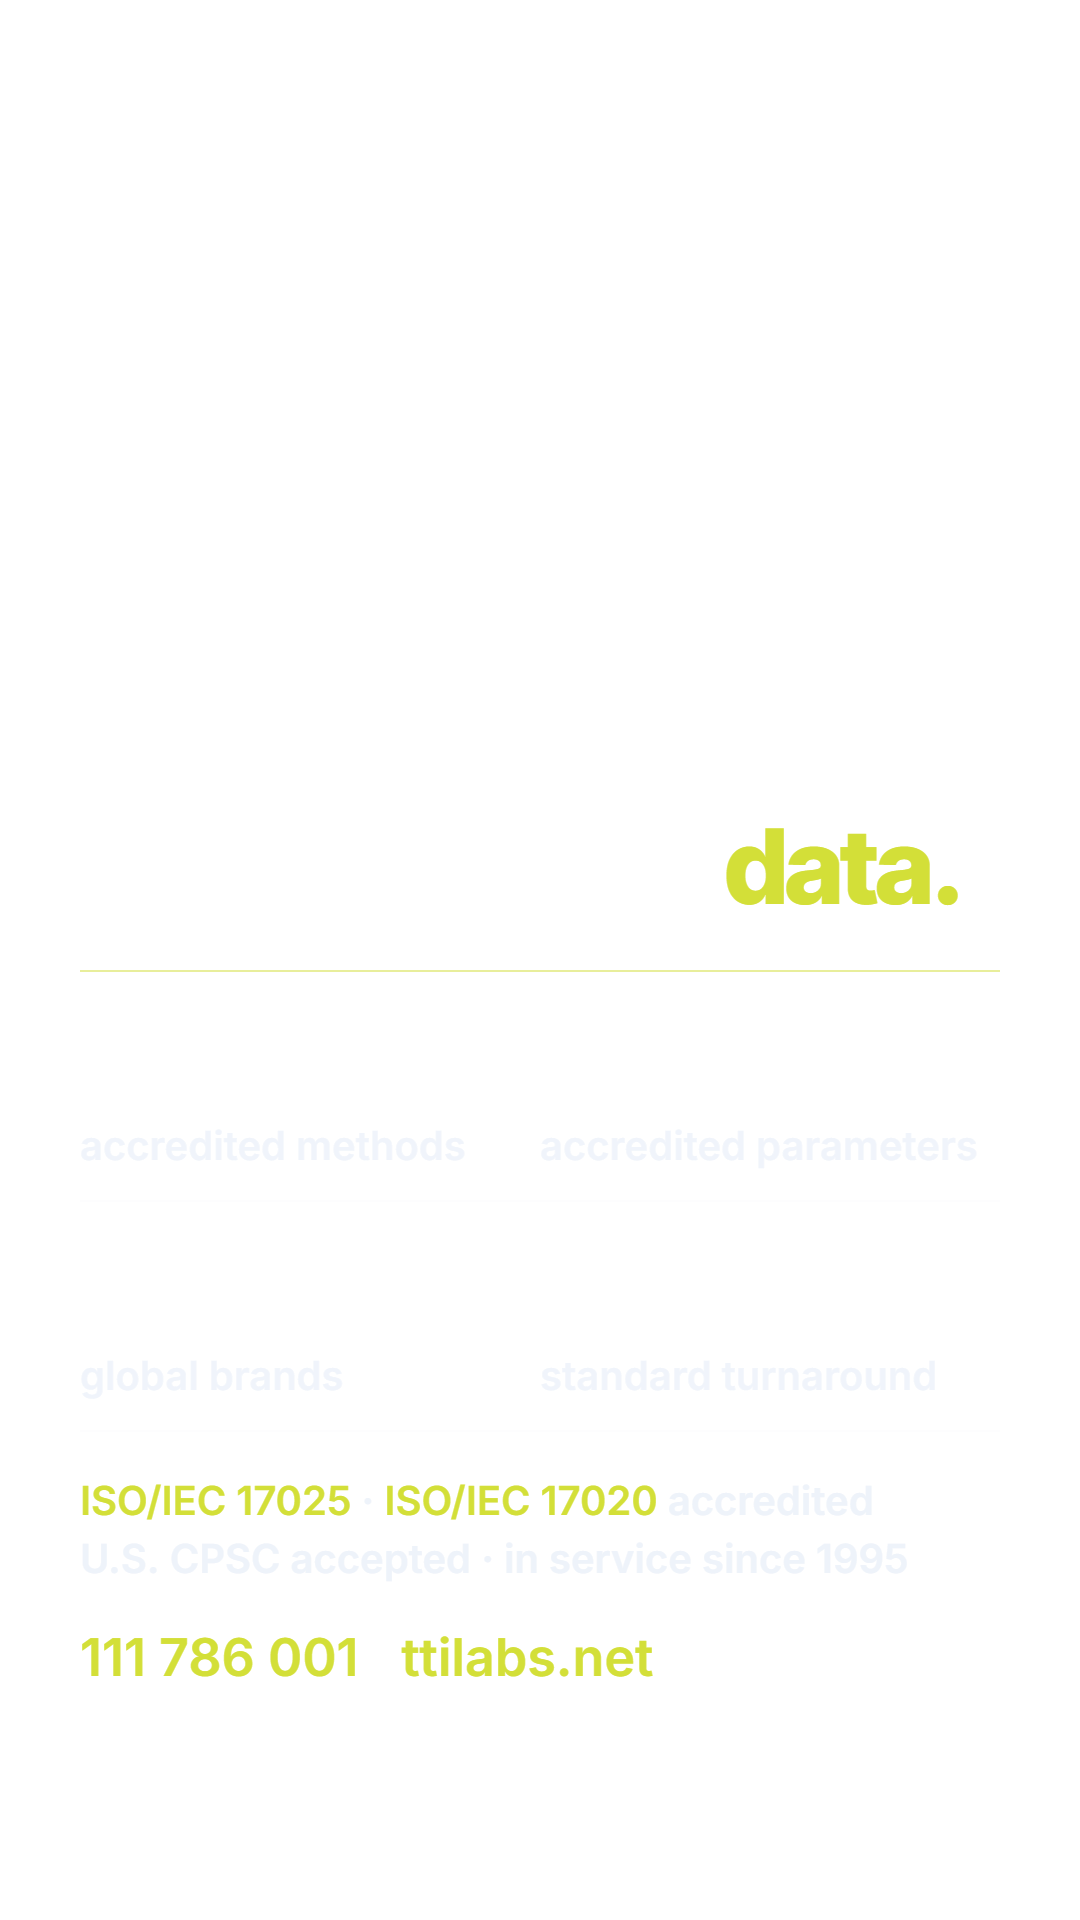 data.
accredited methods accredited parameters
global brands standard turnaround
ISO/IEC 17025 · ISO/IEC 17020 accredited
U.S. CPSC accepted · in service since 1995
111 786 001 ttilabs.net